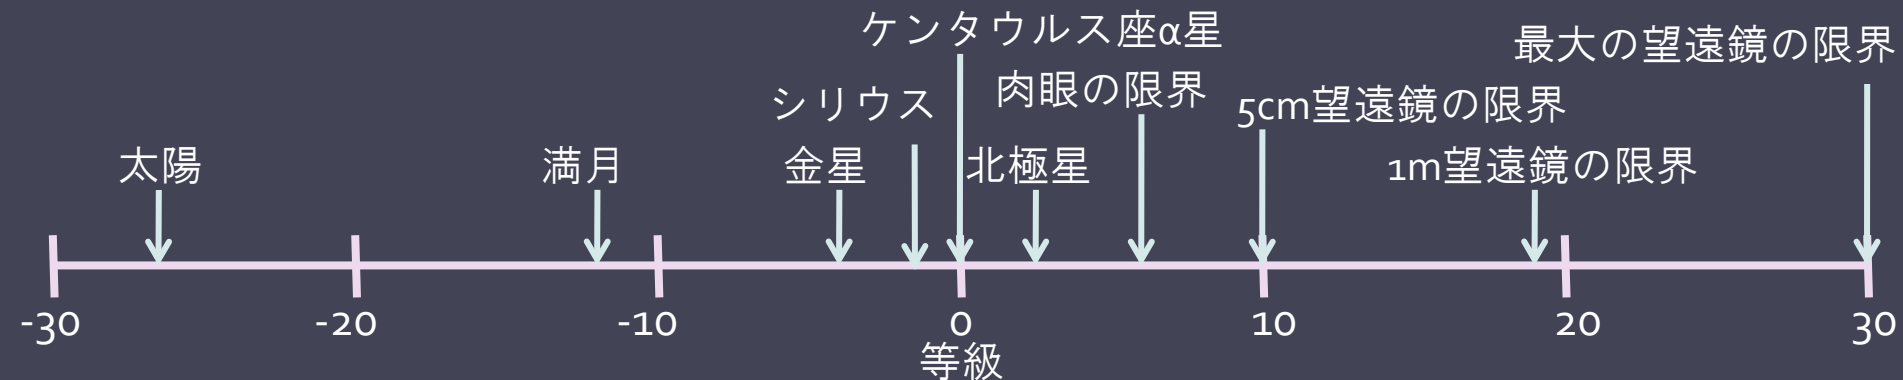 ケンタウルス座α星
最大の望遠鏡の限界
シリウス
肉眼の限界
5cm望遠鏡の限界
太陽
満月
金星
北極星
1m望遠鏡の限界
-30
-20
-10
0
10
20
30
等級